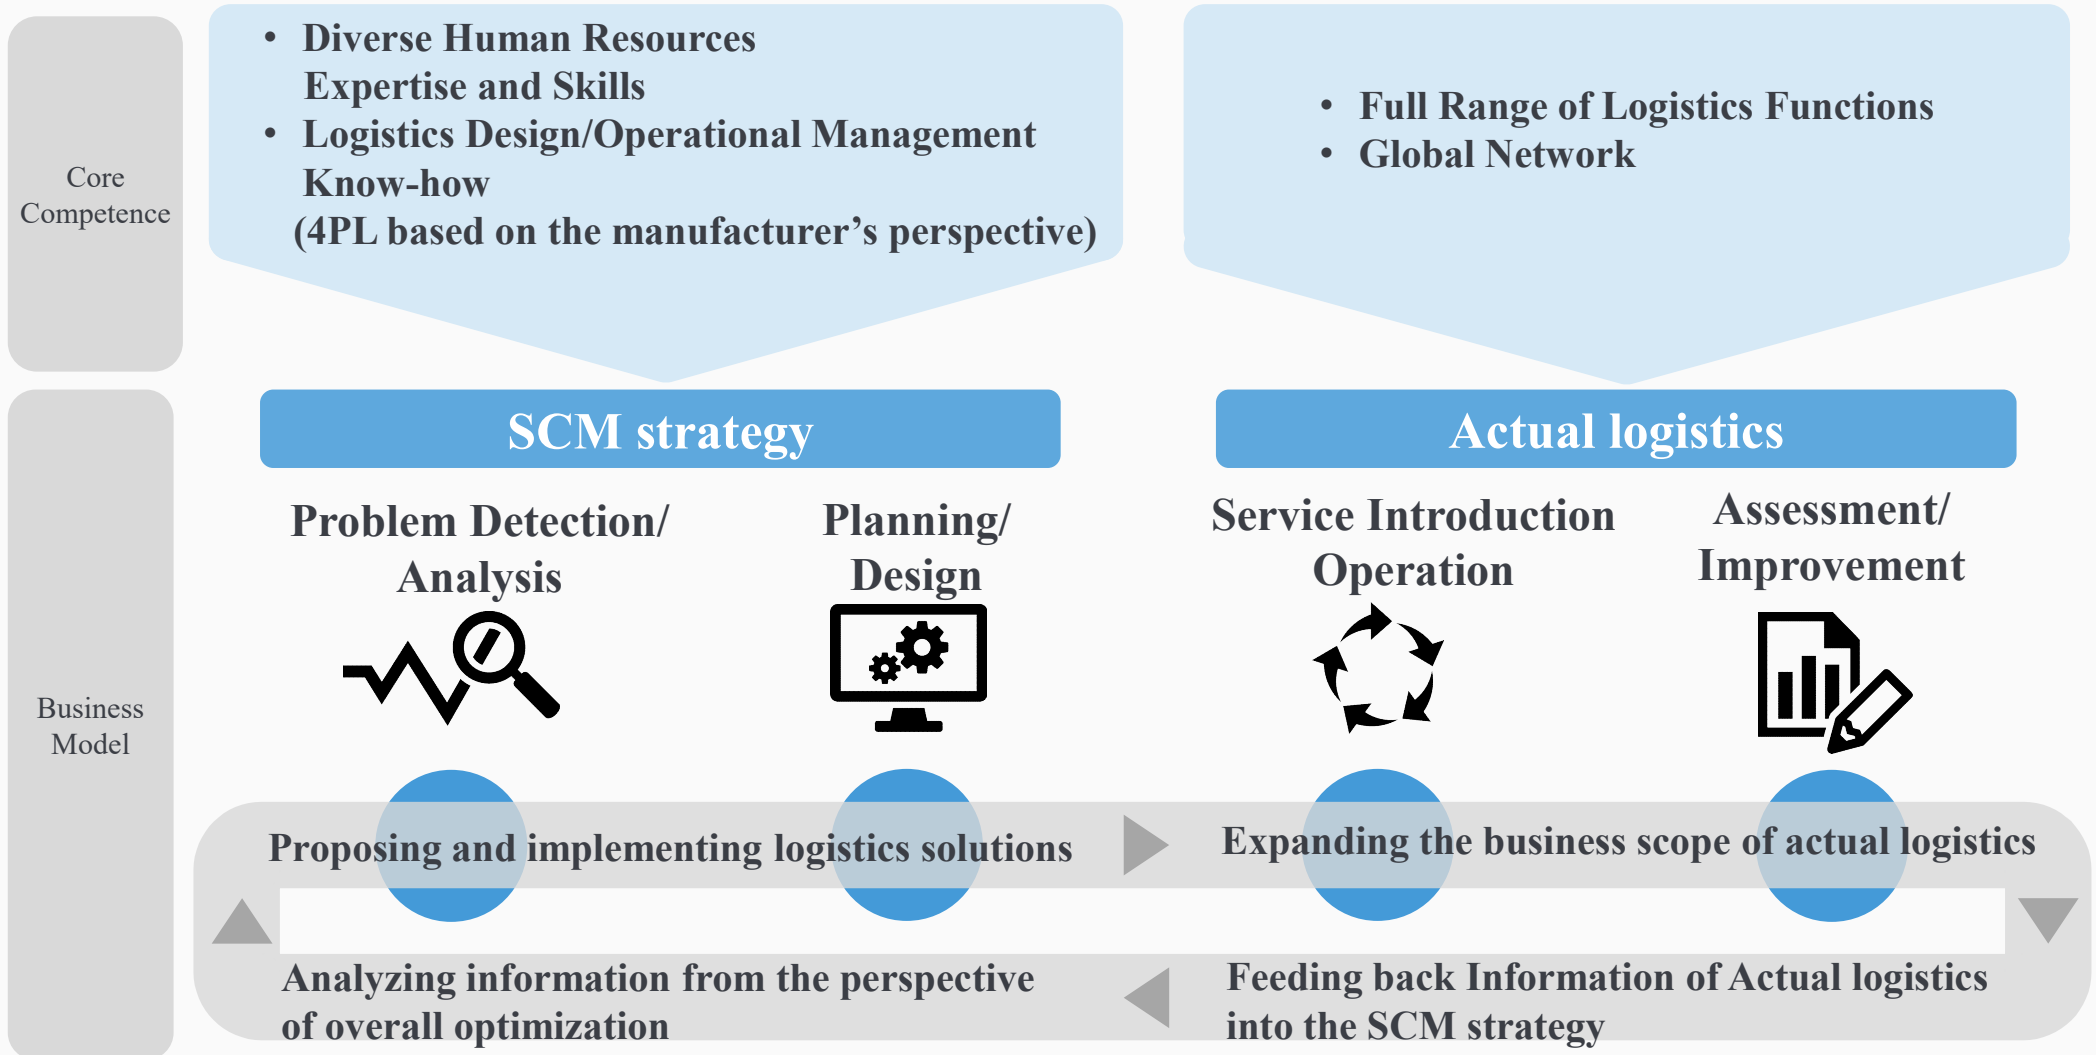 Core
Competence
• Diverse Human Resources
Expertise and Skills
• Logistics Design/Operational Management
Know-how
(4PL based on the manufacturer’s perspective)
• Full Range of Logistics Functions
• Global Network
Business
Model
SCM strategy
Actual logistics
Problem Detection/
Analysis
Planning/
Design
Service Introduction
Operation
Assessment/
Improvement
Proposing and implementing logistics solutions
Expanding the business scope of actual logistics
Analyzing information from the perspective
of overall optimization
Feeding back Information of Actual logistics
into the SCM strategy